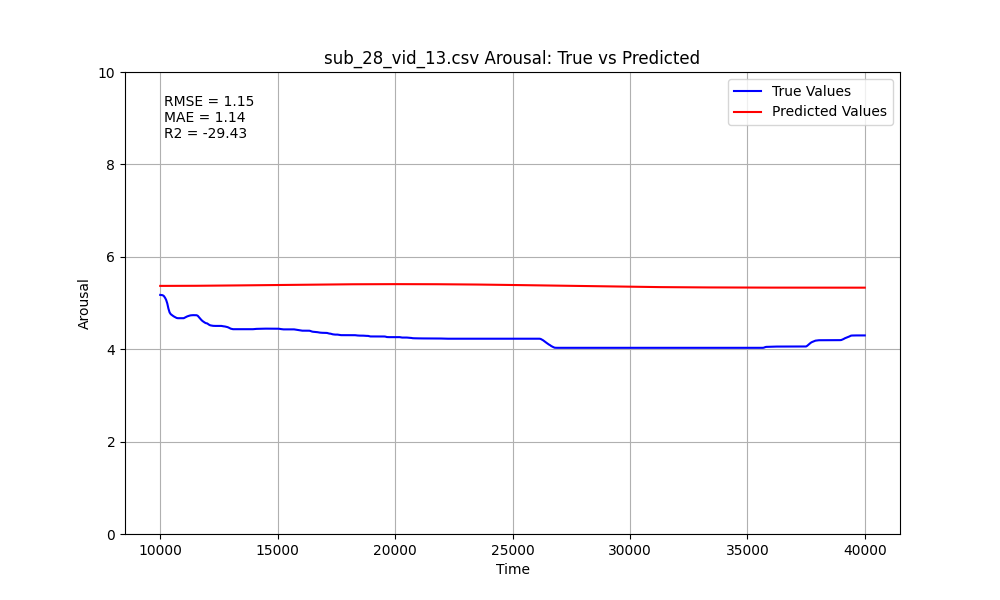 sub_28_vid_13.csv Arousal: True vs Predicted
RMSE = 1.15
MAE = 1.14
R2 = -29.43
True Values
Predicted Values
10
8
6
4
2
0
Arousal
10000
15000
20000
25000
30000
35000
40000
Time